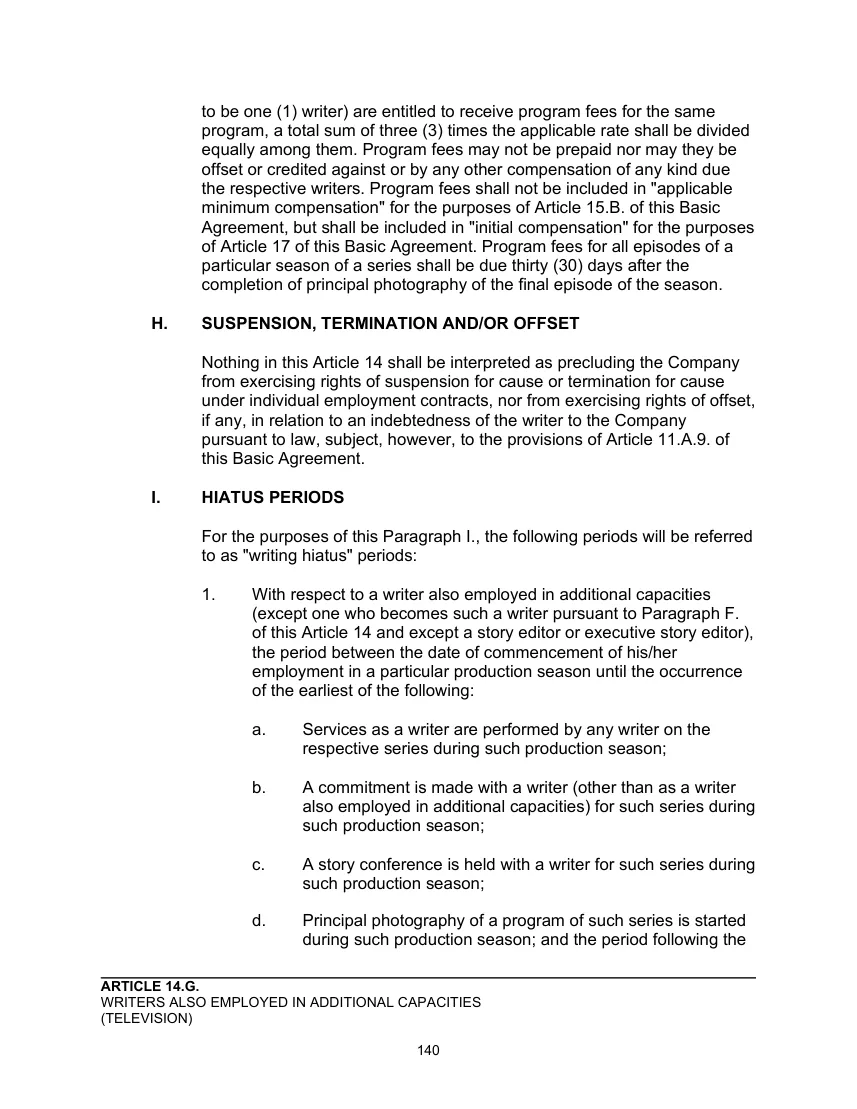 to be one (1) writer) are entitled to receive program fees for the same
program, a total sum of three (3) times the applicable rate shall be divided
equally among them. Program fees may not be prepaid nor may they be
offset or credited against or by any other compensation of any kind due
the respective writers. Program fees shall not be included in "applicable
minimum compensation" for the purposes of Article 15.B. of this Basic
Agreement, but shall be included in "initial compensation" for the purposes
of Article 17 of this Basic Agreement. Program fees for all episodes of a
particular season of a series shall be due thirty (30) days after the
completion of principal photography of the final episode of the season.
H. SUSPENSION, TERMINATION AND/OR OFFSET
Nothing in this Article 14 shall be interpreted as precluding the Company
from exercising rights of suspension for cause or termination for cause
under individual employment contracts, nor from exercising rights of offset,
if any, in relation to an indebtedness of the writer to the Company
pursuant to law, subject, however, to the provisions of Article 11.A.9. of
this Basic Agreement.
I. HIATUS PERIODS
For the purposes of this Paragraph I., the following periods will be referred
to as "writing hiatus" periods:
1. With respect to a writer also employed in additional capacities
(except one who becomes such a writer pursuant to Paragraph F.
of this Article 14 and except a story editor or executive story editor),
the period between the date of commencement of his/her
employment in a particular production season until the occurrence
of the earliest of the following:
a. Services as a writer are performed by any writer on the
respective series during such production season;
b. A commitment is made with a writer (other than as a writer
also employed in additional capacities) for such series during
such production season;
c. A story conference is held with a writer for such series during
such production season;
d. Principal photography of a program of such series is started
during such production season; and the period following the
ARTICLE 14.G.
WRITERS ALSO EMPLOYED IN ADDITIONAL CAPACITIES
(TELEVISION)
140